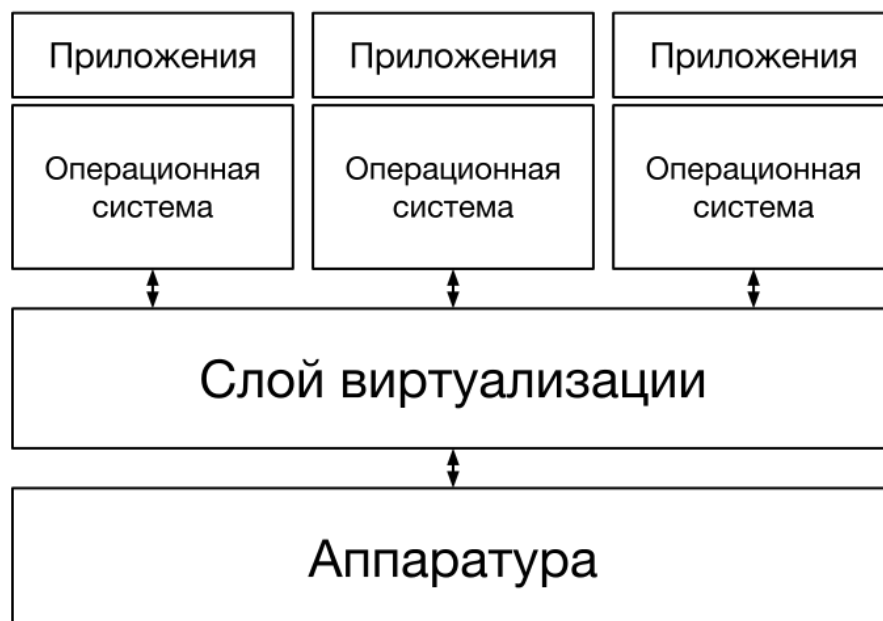 Приложения
Приложения
Приложения
Операционная
система
Операционная
система
Операционная
система
Слой виртуализации
Аппаратура